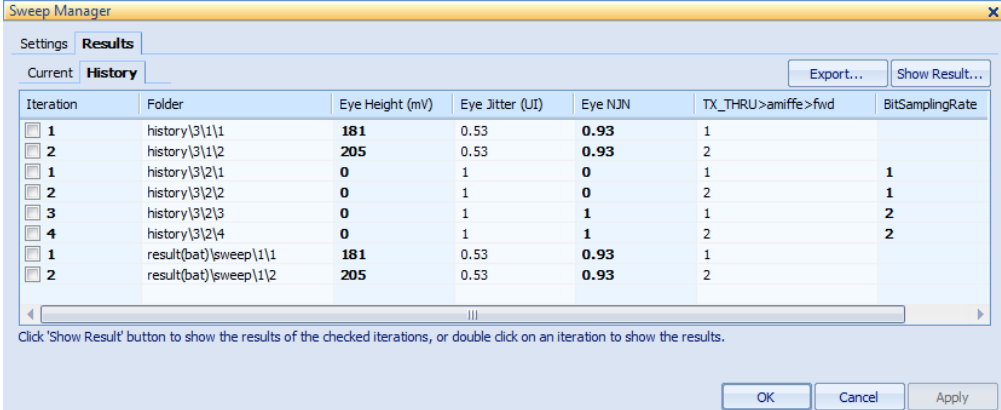 Sweep Manager
Settings Results
Current History Export... Show Result...
Iteration Folder Eye Height (mV) Eye Jitter (UI) Eye NJN TX_THRU>amiffe>fwd BitSamplingRate
1 history\3\1\1 181 0.53 0.93 1
2 history\3\1\2 205 0.53 0.93 2
1 history\3\2\1 0 1 0 1 1
2 history\3\2\2 0 1 0 2 1
3 history\3\2\3 0 1 1 1 2
4 history\3\2\4 0 1 1 2 2
1 result(bat)\sweep\1\1 181 0.53 0.93 1
2 result(bat)\sweep\1\2 205 0.53 0.93 2
Click 'Show Result' button to show the results of the checked iterations, or double click on an iteration to show the results.
OK Cancel Apply